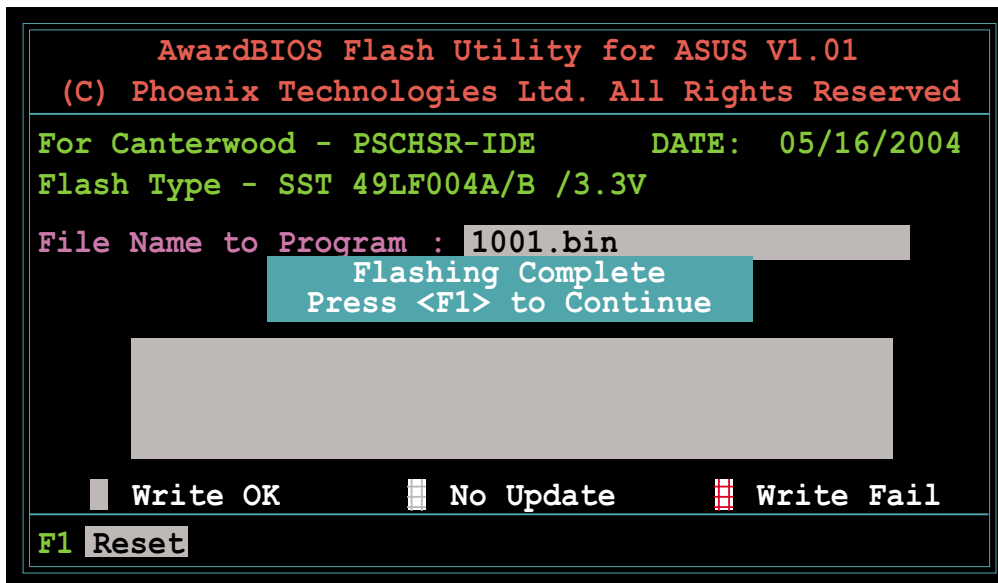 AwardBIOS Flash Utility for ASUS V1.01
(C) Phoenix Technologies Ltd. All Rights Reserved
For Canterwood - PSCHSR-IDE DATE: 05/16/2004
Flash Type - SST 49LF004A/B /3.3V
File Name to Program : 1001.bin
Flashing Complete
Press <F1> to Continue
Write OK No Update Write Fail
F1 Reset